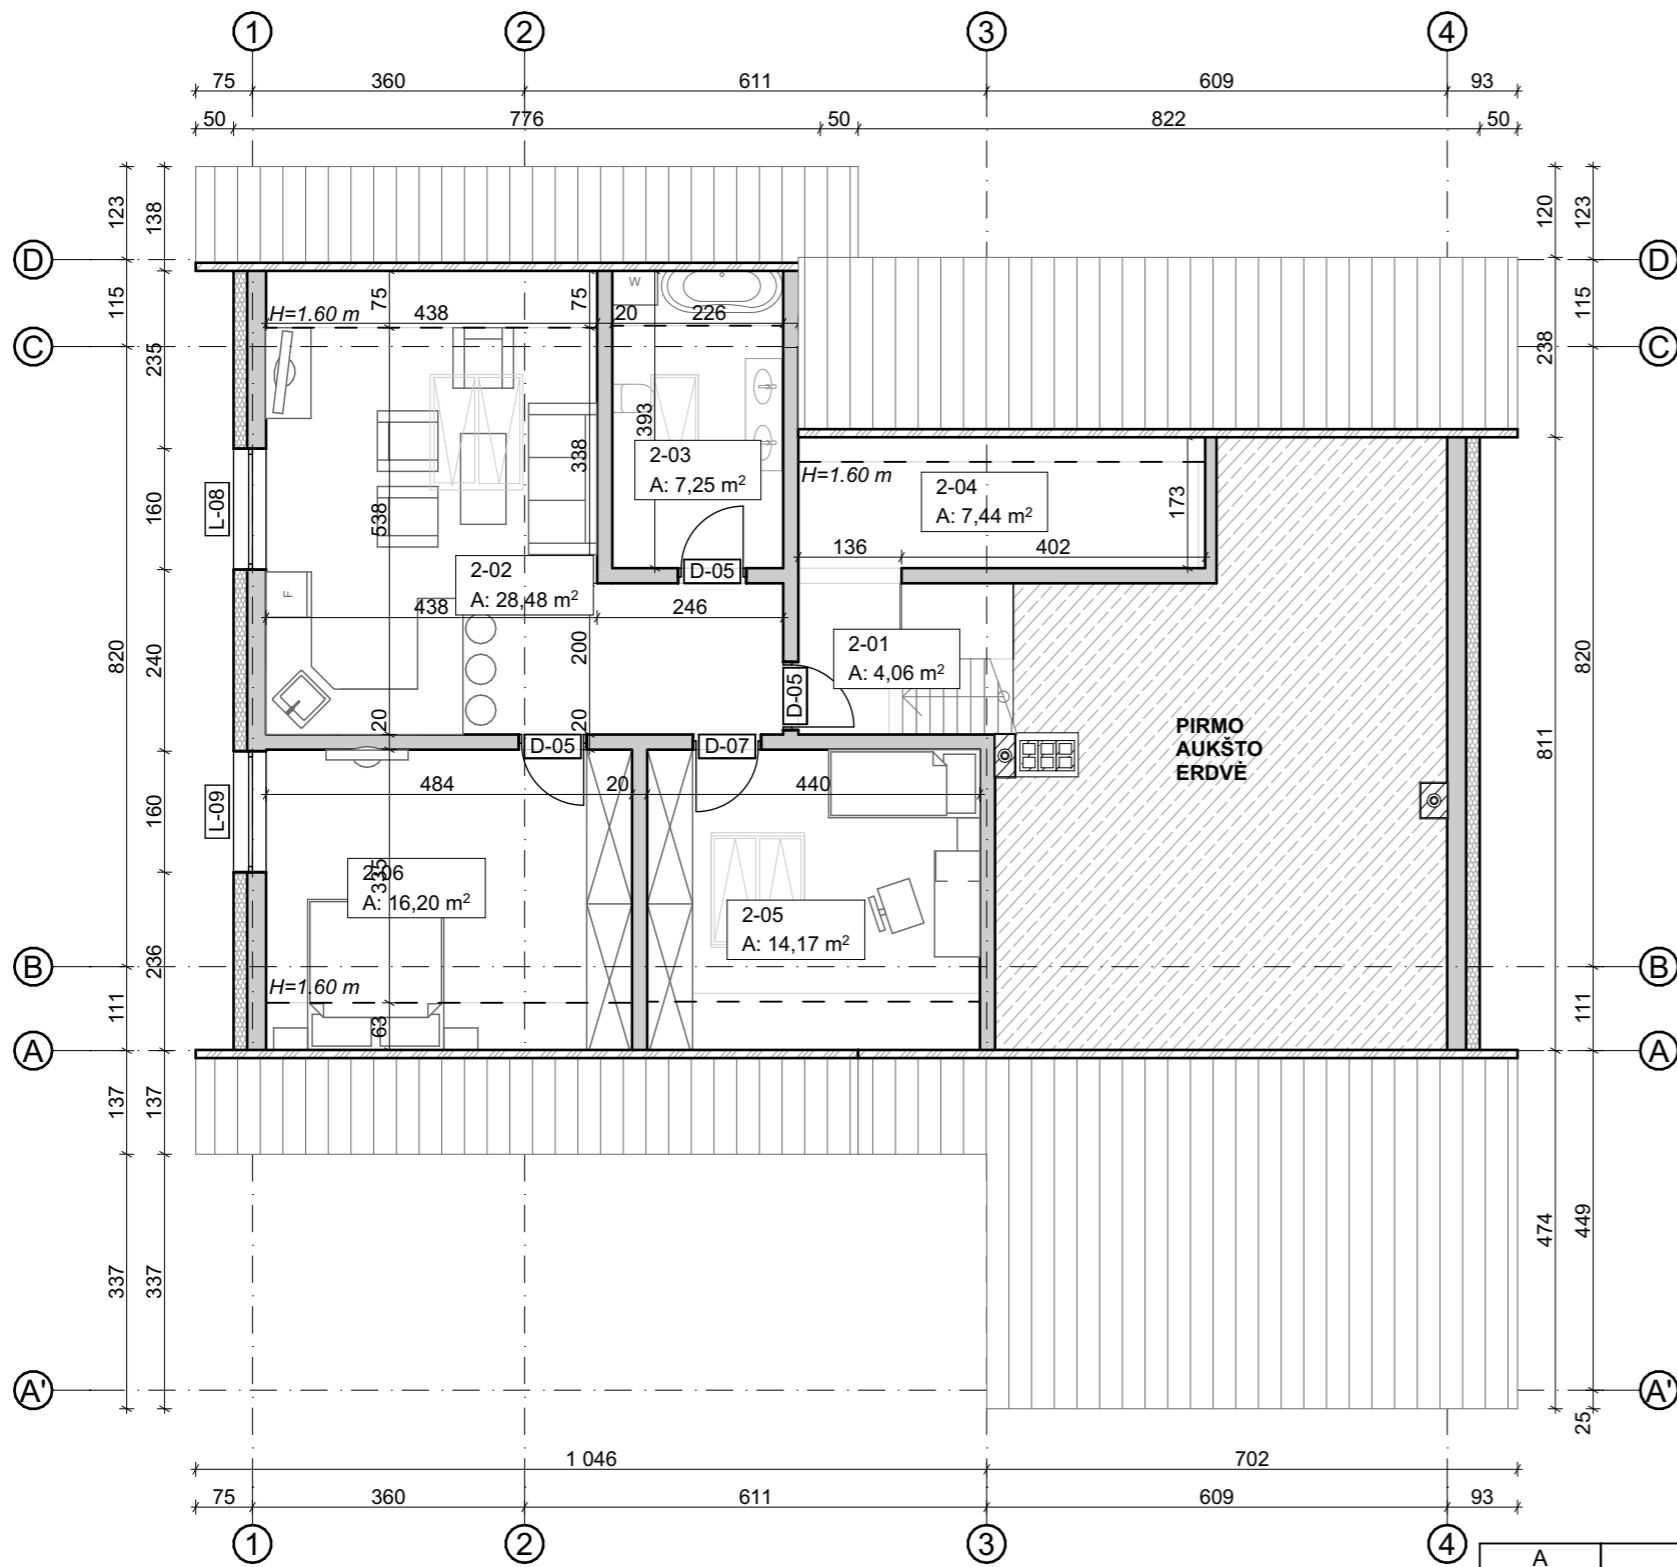 1 2 3 4
75 360 611 609 93
50 776 50 822 50
123 138 120 123
D D
115 75 75 115
H=1.60 m 438 20 226
W
C C
235 238
393
338
2-03
A: 7,25 m²
H=1.60 m
2-04
A: 7,44 m²
173
L-08
160
538
136 402
2-02
A: 28,48 m²
D-05
F
438 246
820 240 200 820
2-01
A: 4,06 m²
D-05
20 20
D-05 D-07
PIRMO
AUKŠTO
ERDVĖ
811
L-09
160
484 20 440
2-06
A: 16,20 m²
335
2-05
A: 14,17 m²
236
B B
H=1.60 m
111 63 111
A A
137 137
337 337 474 449
A' A'
25
1 046 702
75 360 611 609 93
1 2 3 4
A